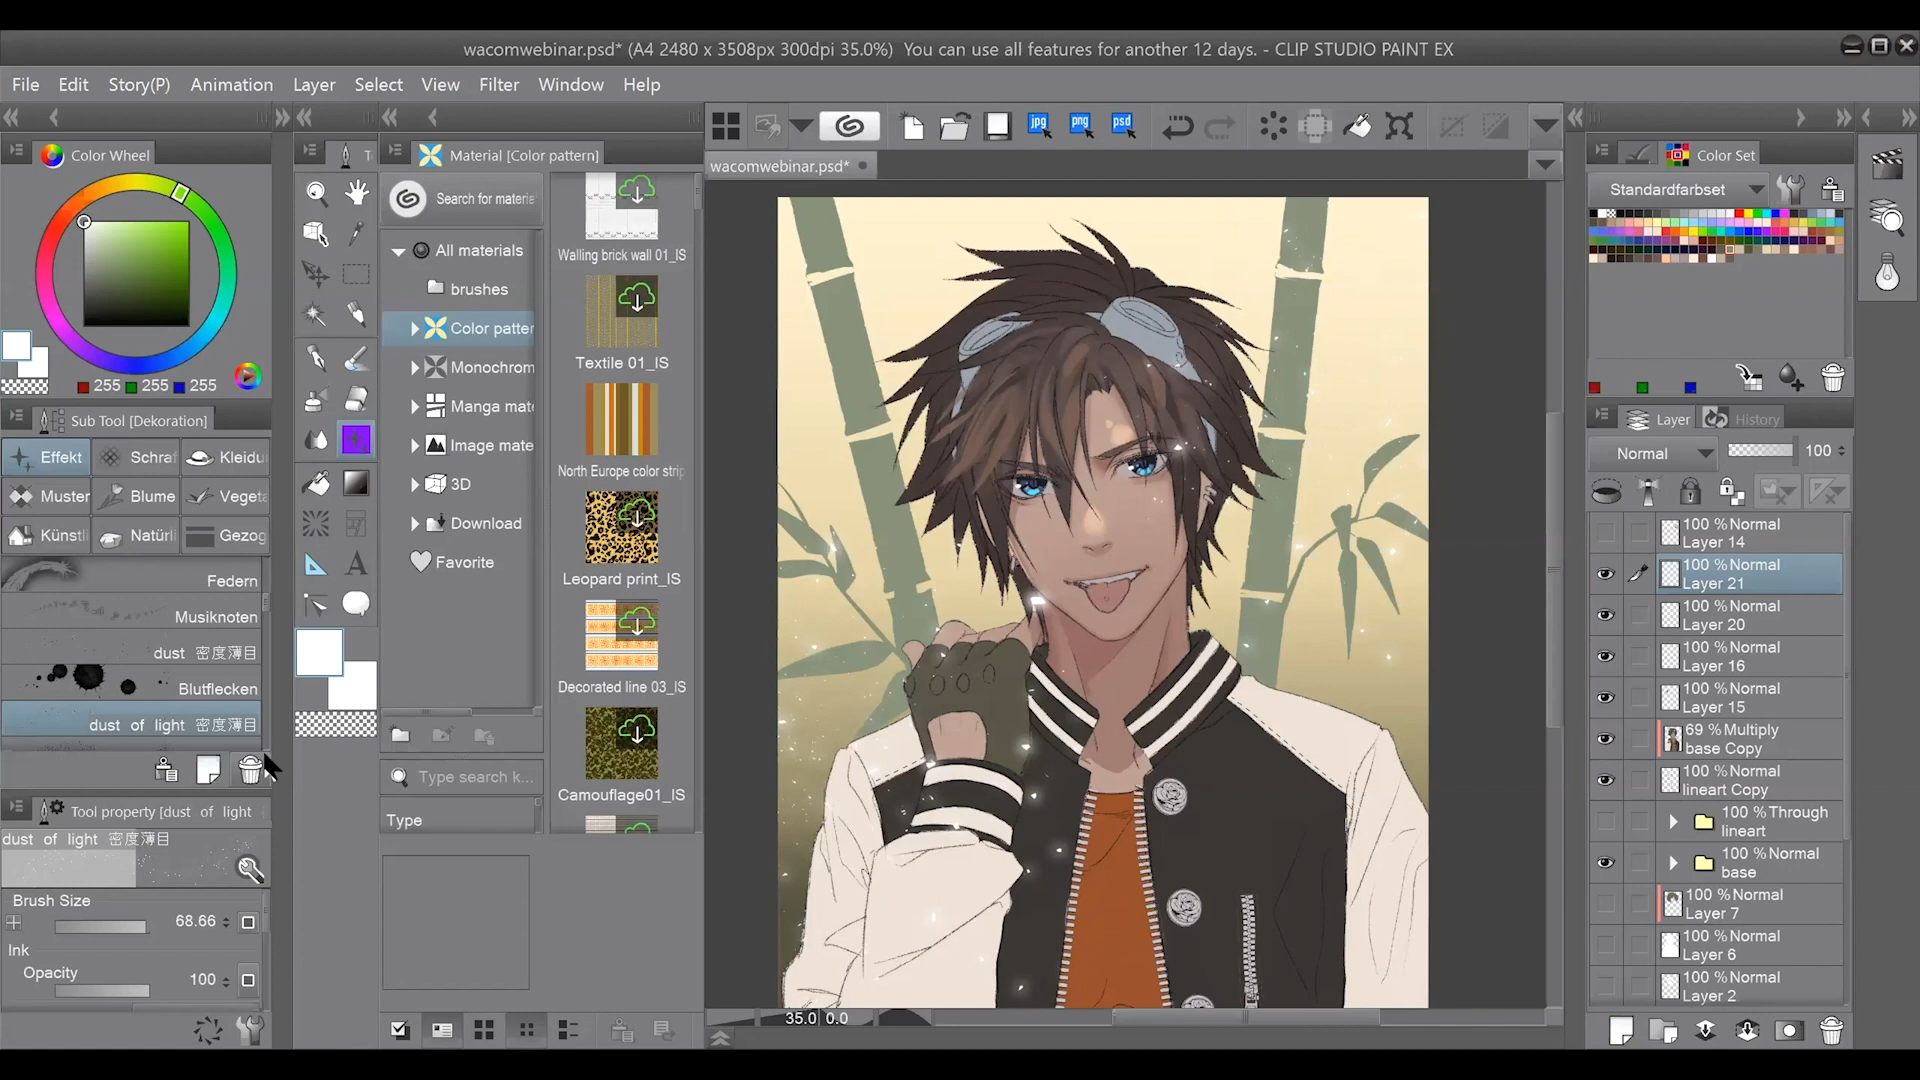 wacomwebinar.psd* (A4 2480 x 3508px 300dpi 35.0%)  You can use all features for another 12 days. - CLIP STUDIO PAINT EX
File Edit Story(P) Animation Layer Select View Filter Window Help
Color Wheel
255 255 255
Sub Tool [Dekoration]
Effekt Schraf Kleidu
Muster Blume Vegeta
Künstl Natürli Gezog
Federn
Musiknoten
dust 密度薄目
Blutflecken
dust of light 密度薄目
Tool property [dust of light
dust of light 密度薄目
Brush Size
68.66
Ink
Opacity 100
T
A
Material [Color pattern]
Search for materia
All materials
brushes
Color patter
Monochrom
Manga mate
Image mate
3D
Download
Favorite
Type search k...
Type
Walling brick wall 01_IS
Textile 01_IS
North Europe color strip
Leopard print_IS
Decorated line 03_IS
Camouflage01_IS
jpg png psd
wacomwebinar.psd*
35.0 0.0
Color Set
Standardfarbset
Layer History
Normal 100
100 %Normal
Layer 14
100 %Normal
Layer 21
100 %Normal
Layer 20
100 %Normal
Layer 16
100 %Normal
Layer 15
69 %Multiply
base Copy
100 %Normal
lineart Copy
100 %Through
lineart
100 %Normal
base
100 %Normal
Layer 7
100 %Normal
Layer 6
100 %Normal
Layer 2